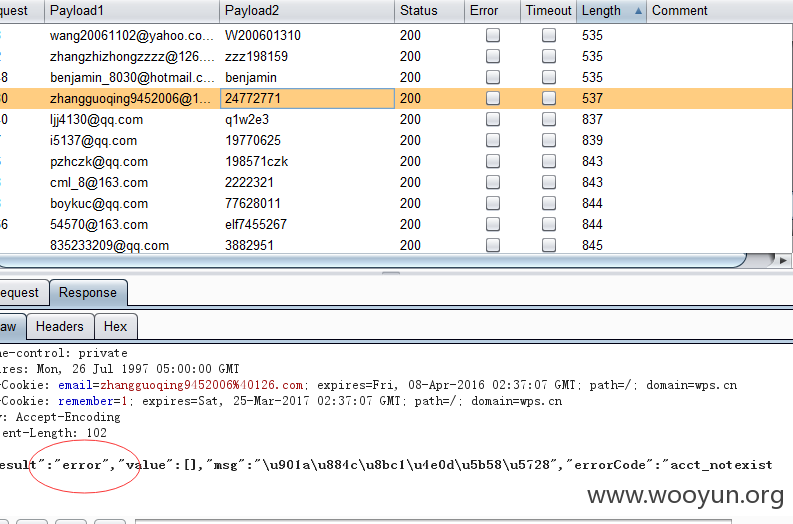 quest Payload1 Payload2 Status Error Timeout Length Comment
wang20061102@yahoo.co... W200601310 200 535
zhangzhizhongzzzz@126.... zzz198159 200 535
48 benjamin_8030@hotmail.c... benjamin 200 535
30 zhangguoqing9452006@1... 24772771 200 537
40 ljj4130@qq.com q1w2e3 200 837
i5137@qq.com 19770625 200 839
pzhczk@qq.com 198571czk 200 843
cml_8@163.com 2222321 200 843
boykuc@qq.com 77628011 200 844
66 54570@163.com elf7455267 200 844
835233209@qq.com 3882951 200 845
equest Response
aw Headers Hex
he-control: private
ires: Mon, 26 Jul 1997 05:00:00 GMT
-Cookie: email=zhangguoqing9452006%40126.com; expires=Fri, 08-Apr-2016 02:37:07 GMT; path=/; domain=wps.cn
-Cookie: remember=1; expires=Sat, 25-Mar-2017 02:37:07 GMT; path=/; domain=wps.cn
y: Accept-Encoding
ent-Length: 102
esult":"error","value":[],"msg":"\u901a\u884c\u8bc1\u4e0d\u5b58\u5728","errorCode":"acct_notexist
www.wooyun.org